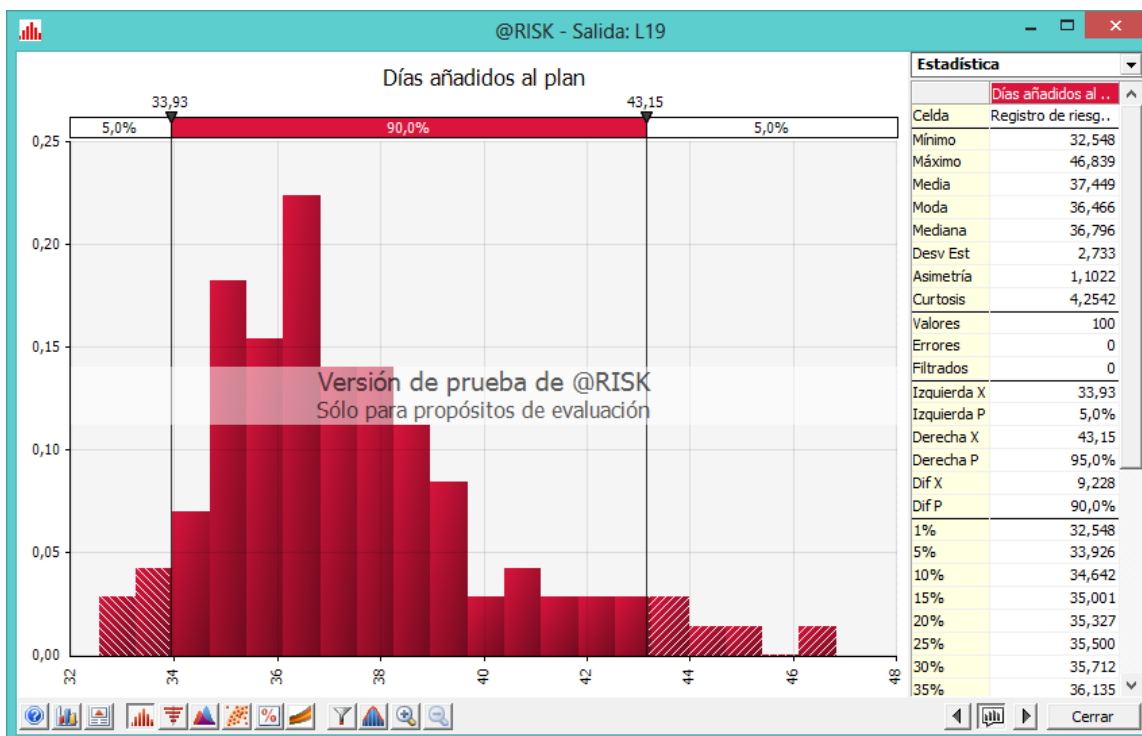 @RISK - Salida: L19
Días añadidos al plan
33,93 43,15
5,0% 90,0% 5,0%
0,25
0,20
0,15
0,10
0,05
0,00
32 34 36 38 40 42 44 46 48
Versión de prueba de @RISK
Sólo para propósitos de evaluación
Estadística
Días añadidos al ..
Celda Registro de riesg..
Mínimo 32,548
Máximo 46,839
Media 37,449
Moda 36,466
Mediana 36,796
Desv Est 2,733
Asimetría 1,1022
Curtosis 4,2542
Valores 100
Errores 0
Filtrados 0
Izquierda X 33,93
Izquierda P 5,0%
Derecha X 43,15
Derecha P 95,0%
Dif X 9,228
Dif P 90,0%
1% 32,548
5% 33,926
10% 34,642
15% 35,001
20% 35,327
25% 35,500
30% 35,712
35% 36,135
Cerrar